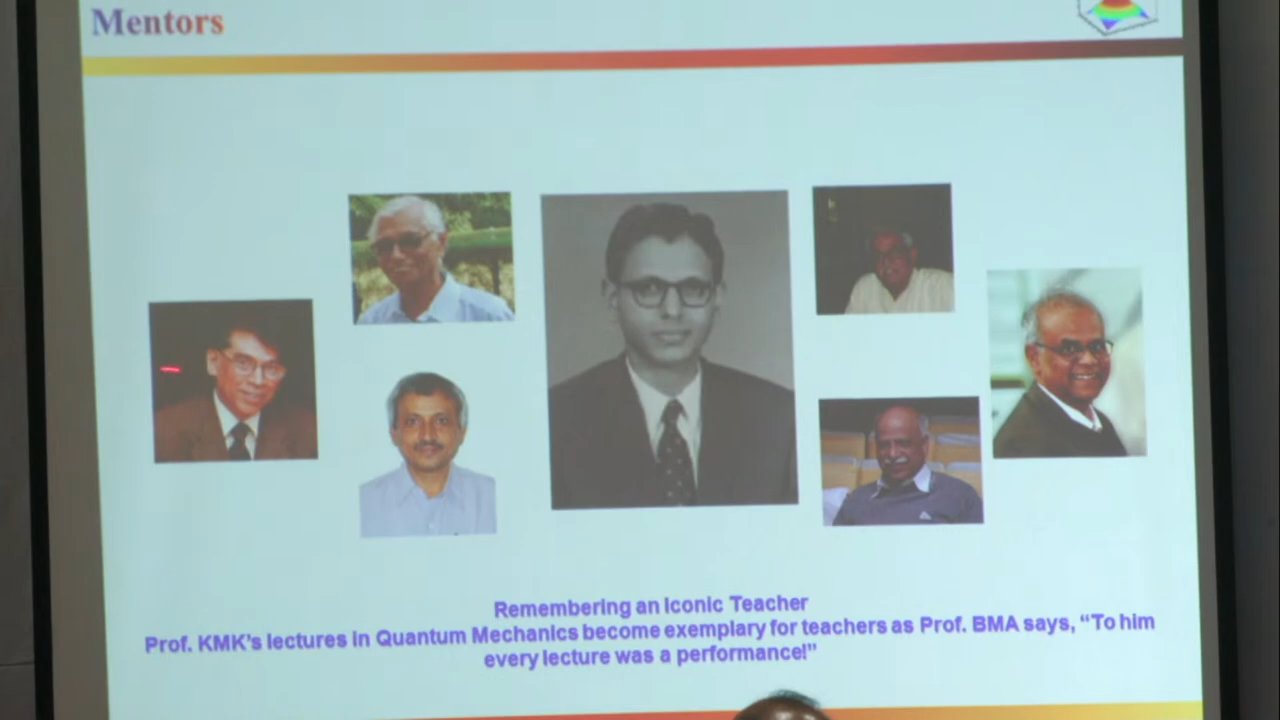 Mentors
Remembering an Iconic Teacher
Prof. KMK's lectures in Quantum Mechanics become exemplary for teachers as Prof. BMA says, “To him
every lecture was a performance!”